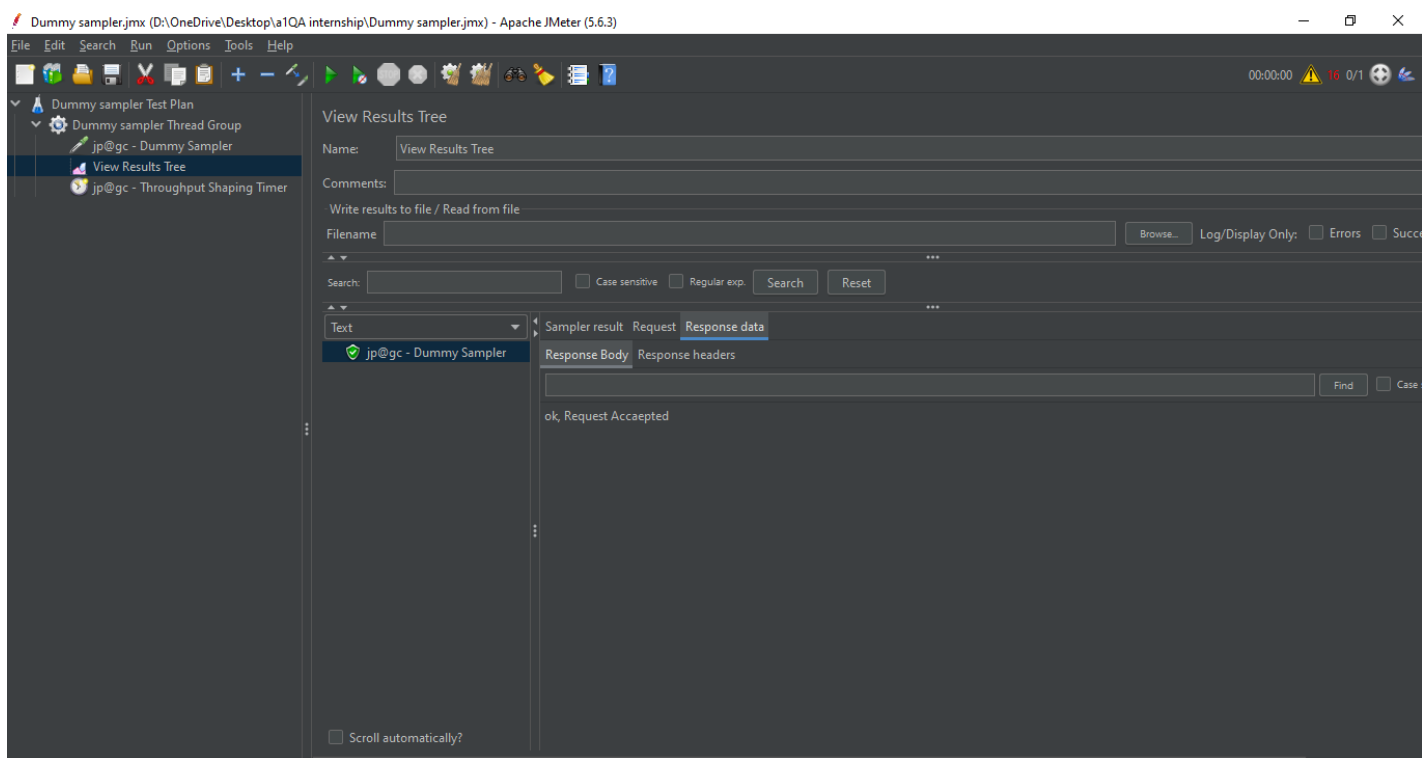 Dummy sampler.jmx (D:\OneDrive\Desktop\a1QA internship\Dummy sampler.jmx) - Apache JMeter (5.6.3)
File Edit Search Run Options Tools Help
00:00:00 16 0/1
Dummy sampler Test Plan
Dummy sampler Thread Group
jp@gc - Dummy Sampler
View Results Tree
jp@gc - Throughput Shaping Timer
View Results Tree
Name: View Results Tree
Comments:
Write results to file / Read from file
Filename Browse... Log/Display Only: Errors Succe
Search: Case sensitive Regular exp. Search Reset
Text
jp@gc - Dummy Sampler
Sampler result Request Response data
Response Body Response headers
Find Case
ok, Request Accaepted
Scroll automatically?